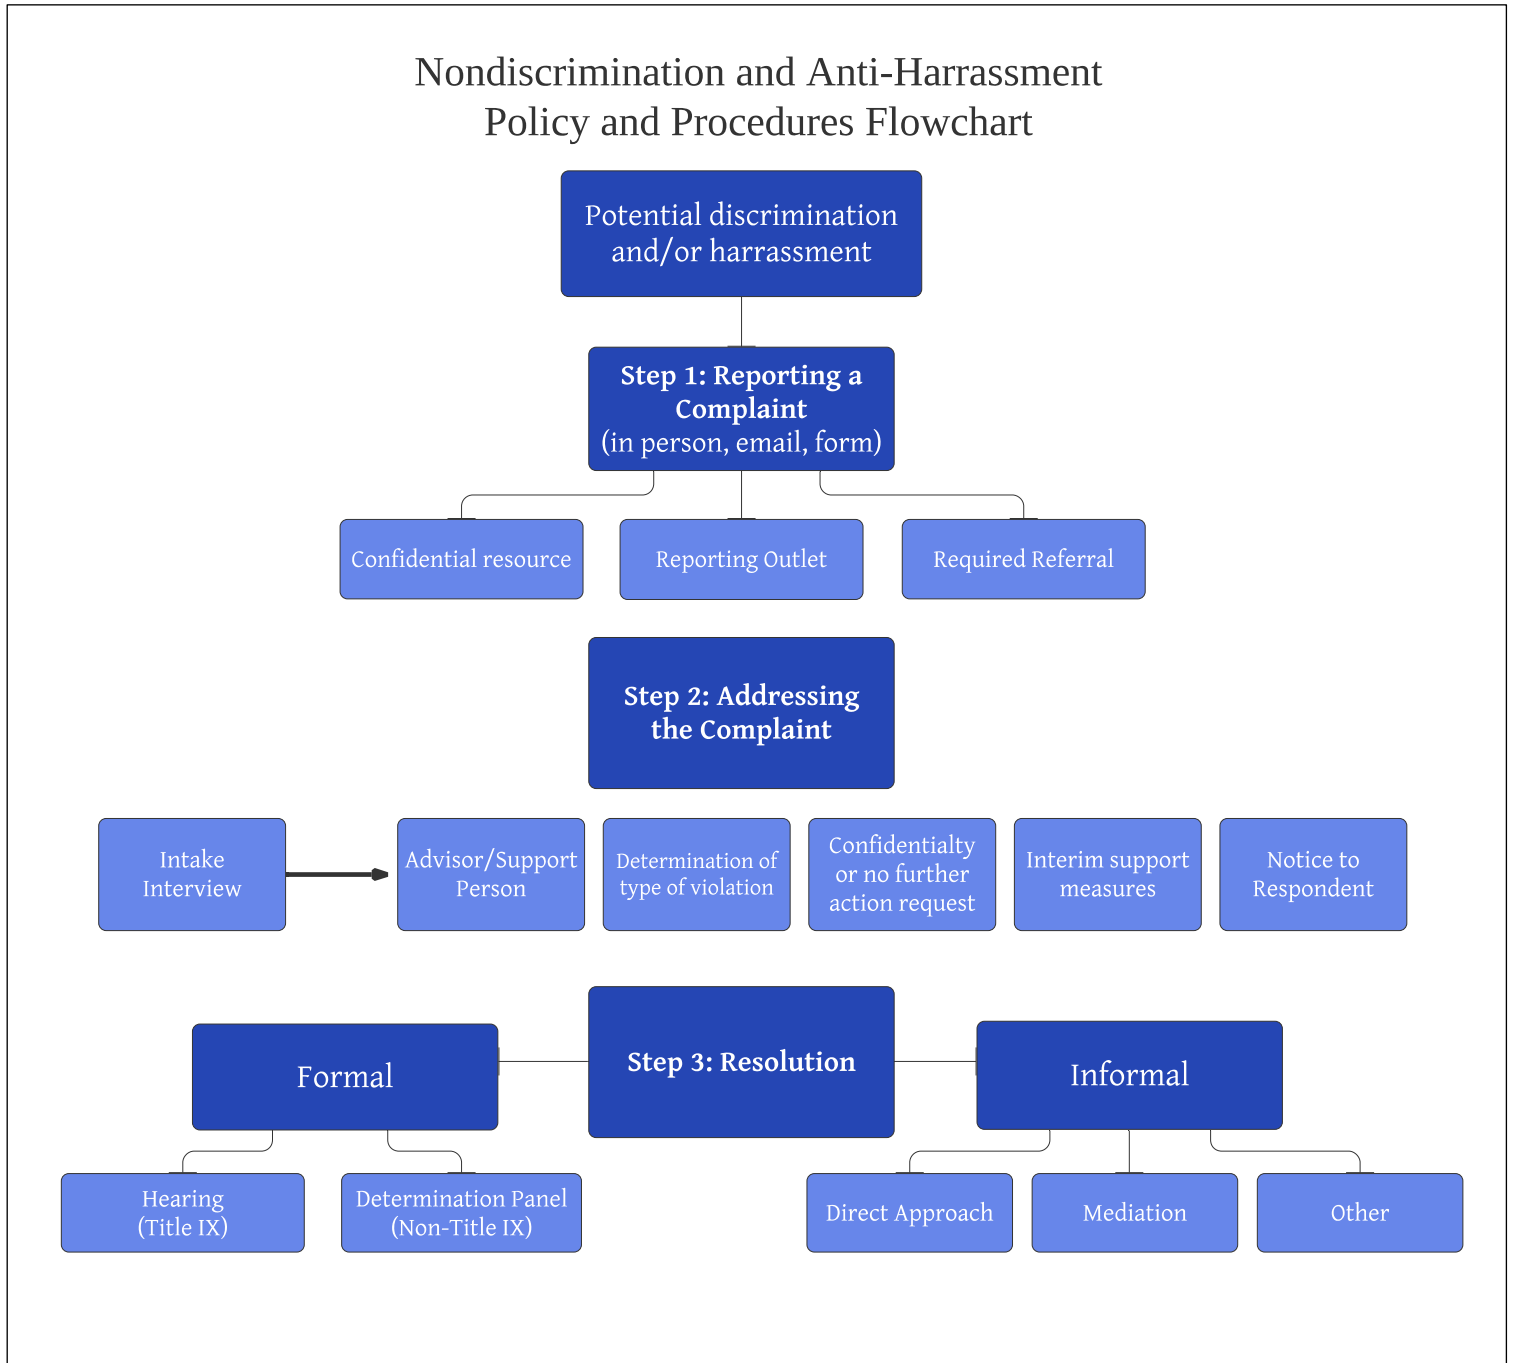 Nondiscrimination and Anti-Harrassment
Policy and Procedures Flowchart
Potential discrimination
and/or harrassment
Step 1: Reporting a
Complaint
(in person, email, form)
Confidential resource
Reporting Outlet
Required Referral
Step 2: Addressing
the Complaint
Intake
Interview
Advisor/Support
Person
Determination of
type of violation
Confidentialty
or no further
action request
Interim support
measures
Notice to
Respondent
Step 3: Resolution
Formal
Informal
Hearing
(Title IX)
Determination Panel
(Non-Title IX)
Direct Approach
Mediation
Other